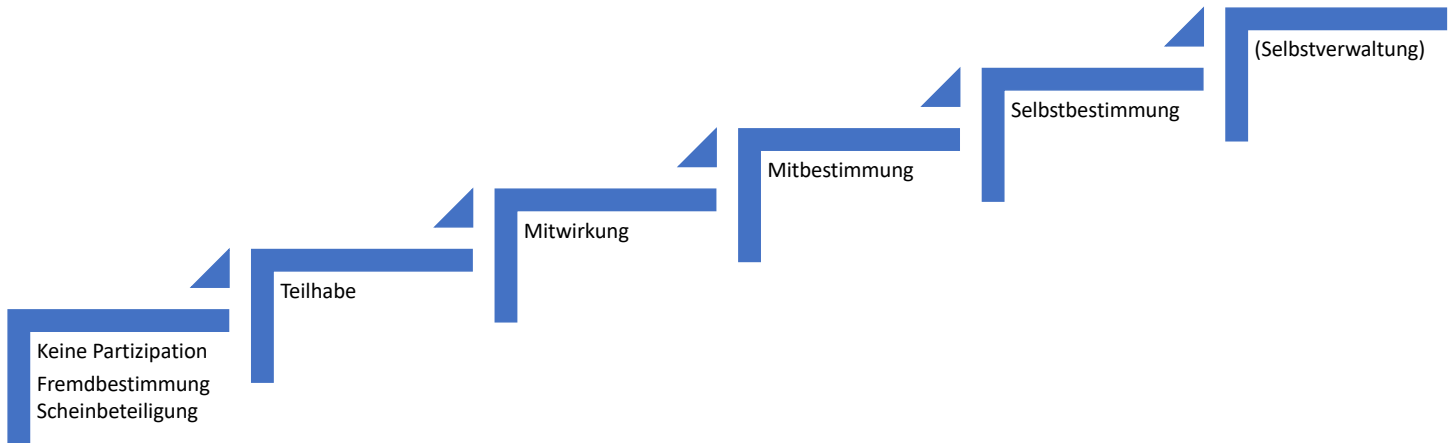 Keine Partizipation
Fremdbestimmung
Scheinbeteiligung
Teilhabe
Mitwirkung
Mitbestimmung
Selbstbestimmung
(Selbstverwaltung)